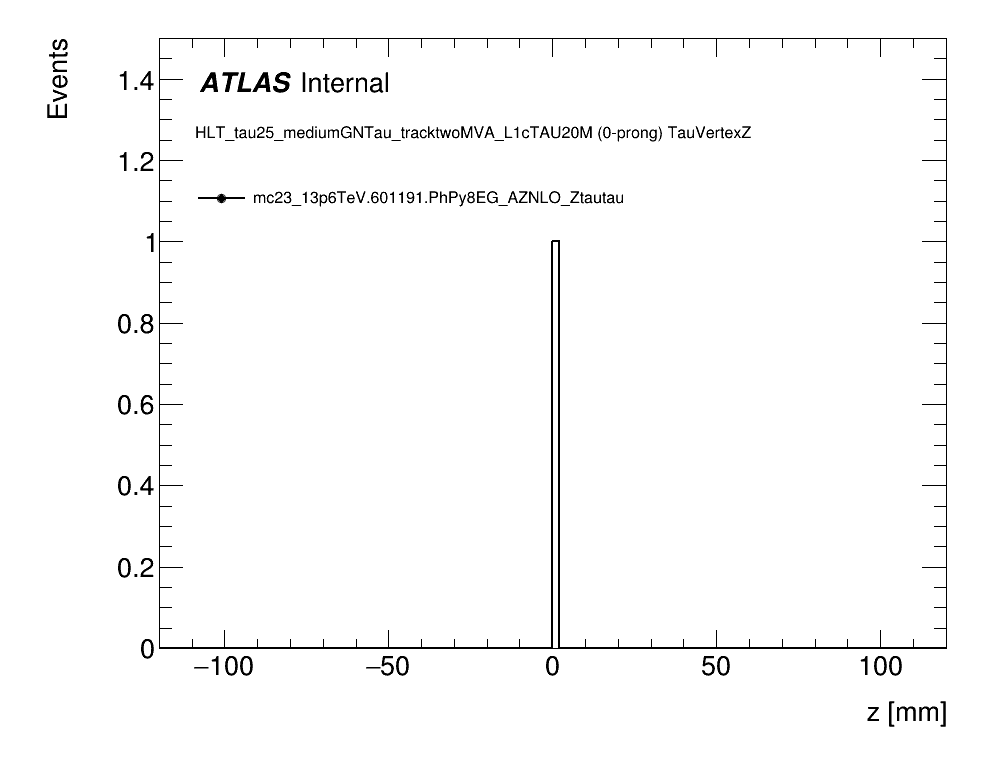 Events
ATLAS Internal
HLT_tau25_mediumGNTau_tracktwoMVA_L1cTAU20M (0-prong) TauVertexZ
mc23_13p6TeV.601191.PhPy8EG_AZNLO_Ztautau
1.4
1.2
1
0.8
0.6
0.4
0.2
0
−100 −50 0 50 100
z [mm]